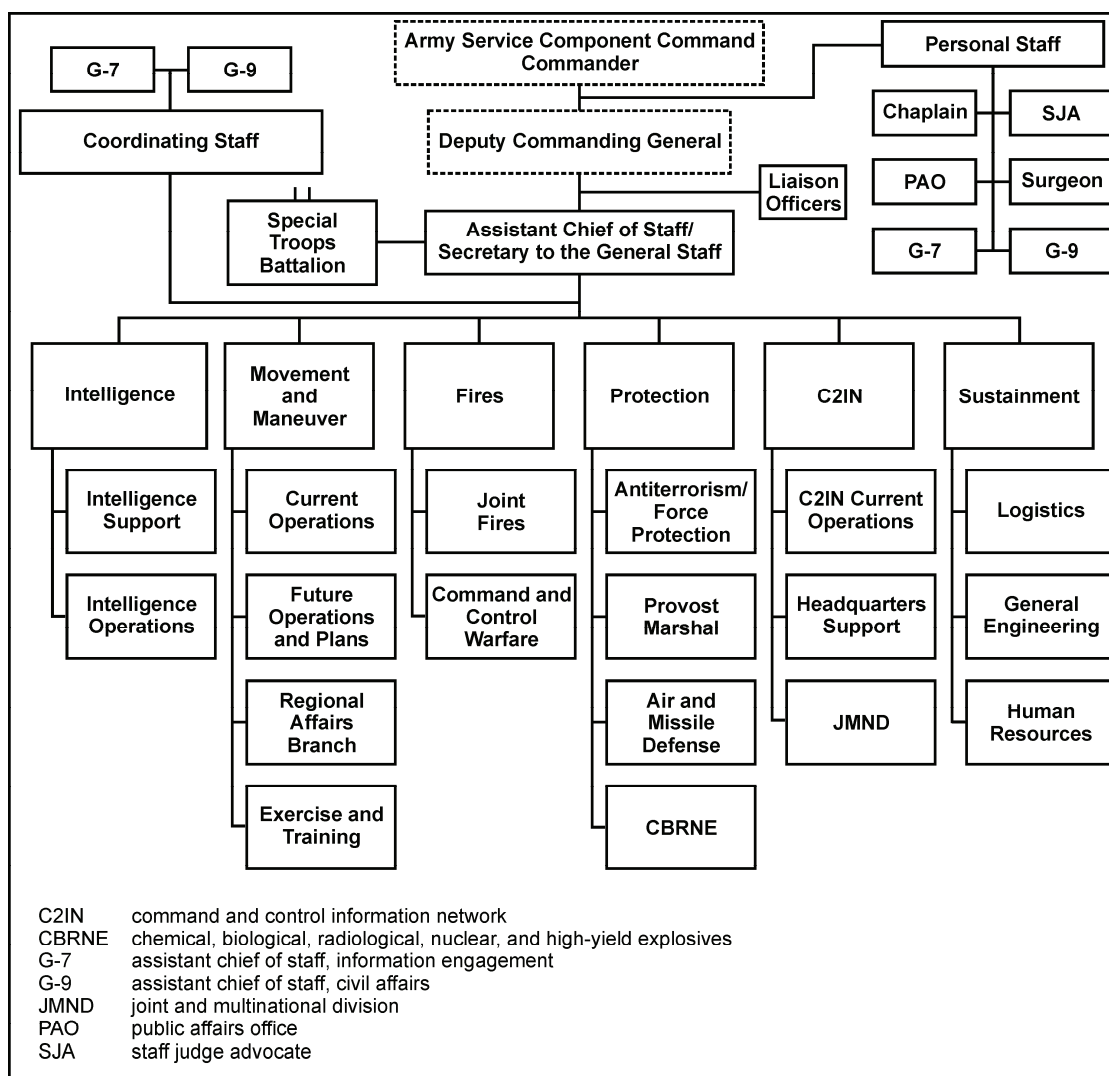 Army Service Component Command
Commander
Personal Staff
G-7
G-9
Chaplain
SJA
Coordinating Staff
Deputy Commanding General
PAO
Surgeon
Liaison
Officers
Special
Troops
Battalion
Assistant Chief of Staff/
Secretary to the General Staff
G-7
G-9
Intelligence
Movement
and
Maneuver
Fires
Protection
C2IN
Sustainment
Intelligence
Support
Current
Operations
Joint
Fires
Antiterrorism/
Force
Protection
C2IN Current
Operations
Logistics
Intelligence
Operations
Future
Operations
and Plans
Command and
Control
Warfare
Provost
Marshal
Headquarters
Support
General
Engineering
Regional
Affairs
Branch
Air and
Missile
Defense
JMND
Human
Resources
Exercise and
Training
CBRNE
C2IN command and control information network
CBRNE chemical, biological, radiological, nuclear, and high-yield explosives
G-7 assistant chief of staff, information engagement
G-9 assistant chief of staff, civil affairs
JMND joint and multinational division
PAO public affairs office
SJA staff judge advocate